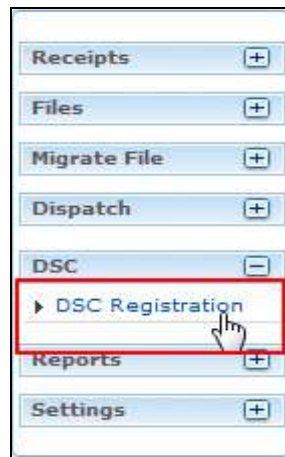 Receipts
Files
Migrate File
Dispatch
DSC
DSC Registration
Reports
Settings